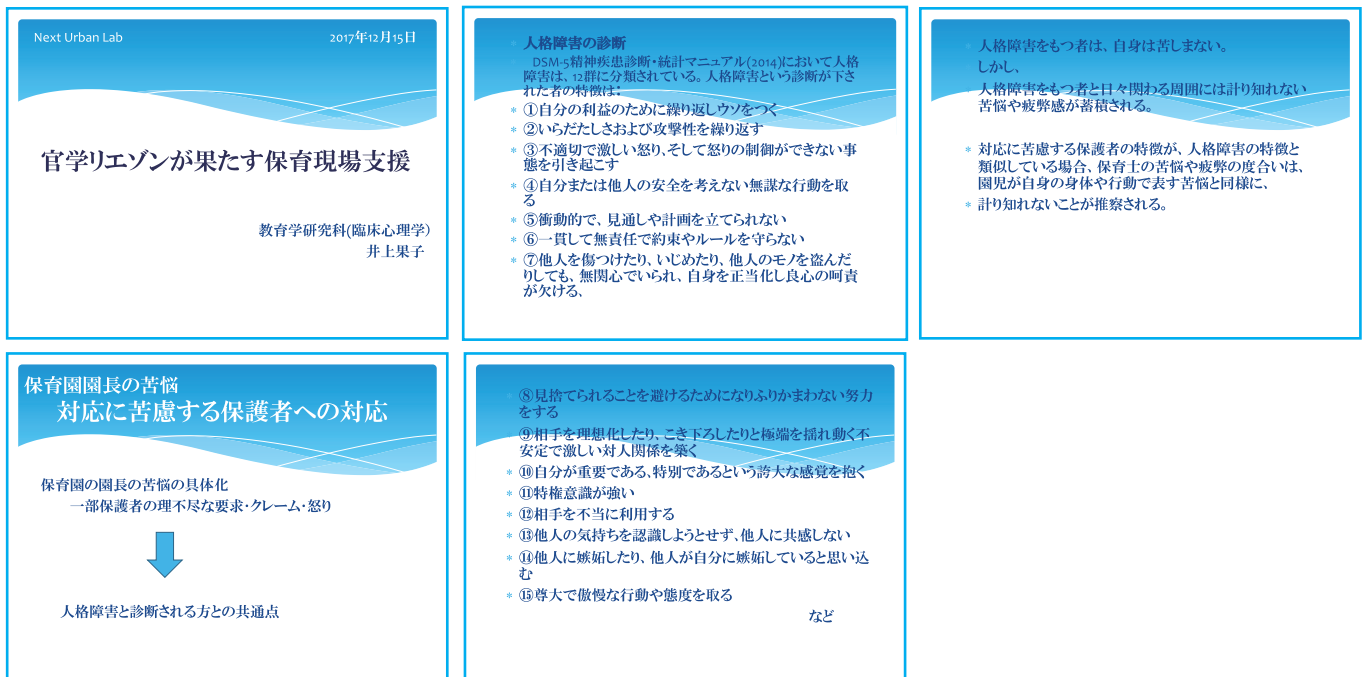 Next Urban Lab
2017年12月15日
官学リエゾンが果たす保育現場支援
教育学研究科(臨床心理学)
井上果子
保育園園長の苦悩
対応に苦慮する保護者への対応
保育園の園長の苦悩の具体化
一部保護者の理不尽な要求・クレーム・怒り
人格障害と診断される方との共通点
* 人格障害の診断
DSM-5精神疾患診断・統計マニュアル(2014)において人格
障害は、12群に分類されている。人格障害という診断が下さ
れた者の特徴は:
* ①自分の利益のために繰り返しウソをつく
* ②いらだたしさおよび攻撃性を繰り返す
* ③不適切で激しい怒り、そして怒りの制御ができない事
態を引き起こす
* ④自分または他人の安全を考えない無謀な行動を取
る
* ⑤衝動的で、見通しや計画を立てられない
* ⑥一貫して無責任で約束やルールを守らない
* ⑦他人を傷つけたり、いじめたり、他人のモノを盗んだ
りしても、無関心でいられ、自身を正当化し良心の呵責
が欠ける、
* ⑧見捨てられることを避けるためになりふりかまわない努力
をする
* ⑨相手を理想化したり、こき下ろしたりと極端を揺れ動く不
安定で激しい対人関係を築く
* ⑩自分が重要である、特別であるという誇大な感覚を抱く
* ⑪特権意識が強い
* ⑫相手を不当に利用する
* ⑬他人の気持ちを認識しようとせず、他人に共感しない
* ⑭他人に嫉妬したり、他人が自分に嫉妬していると思い込
む
* ⑮尊大で傲慢な行動や態度を取る
など
* 人格障害をもつ者は、自身は苦しまない。
* しかし、
* 人格障害をもつ者と日々関わる周囲には計り知れない
苦悩や疲弊感が蓄積される。
* 対応に苦慮する保護者の特徴が、人格障害の特徴と
類似している場合、保育士の苦悩や疲弊の度合いは、
園児が自身の身体や行動で表す苦悩と同様に、
* 計り知れないことが推察される。